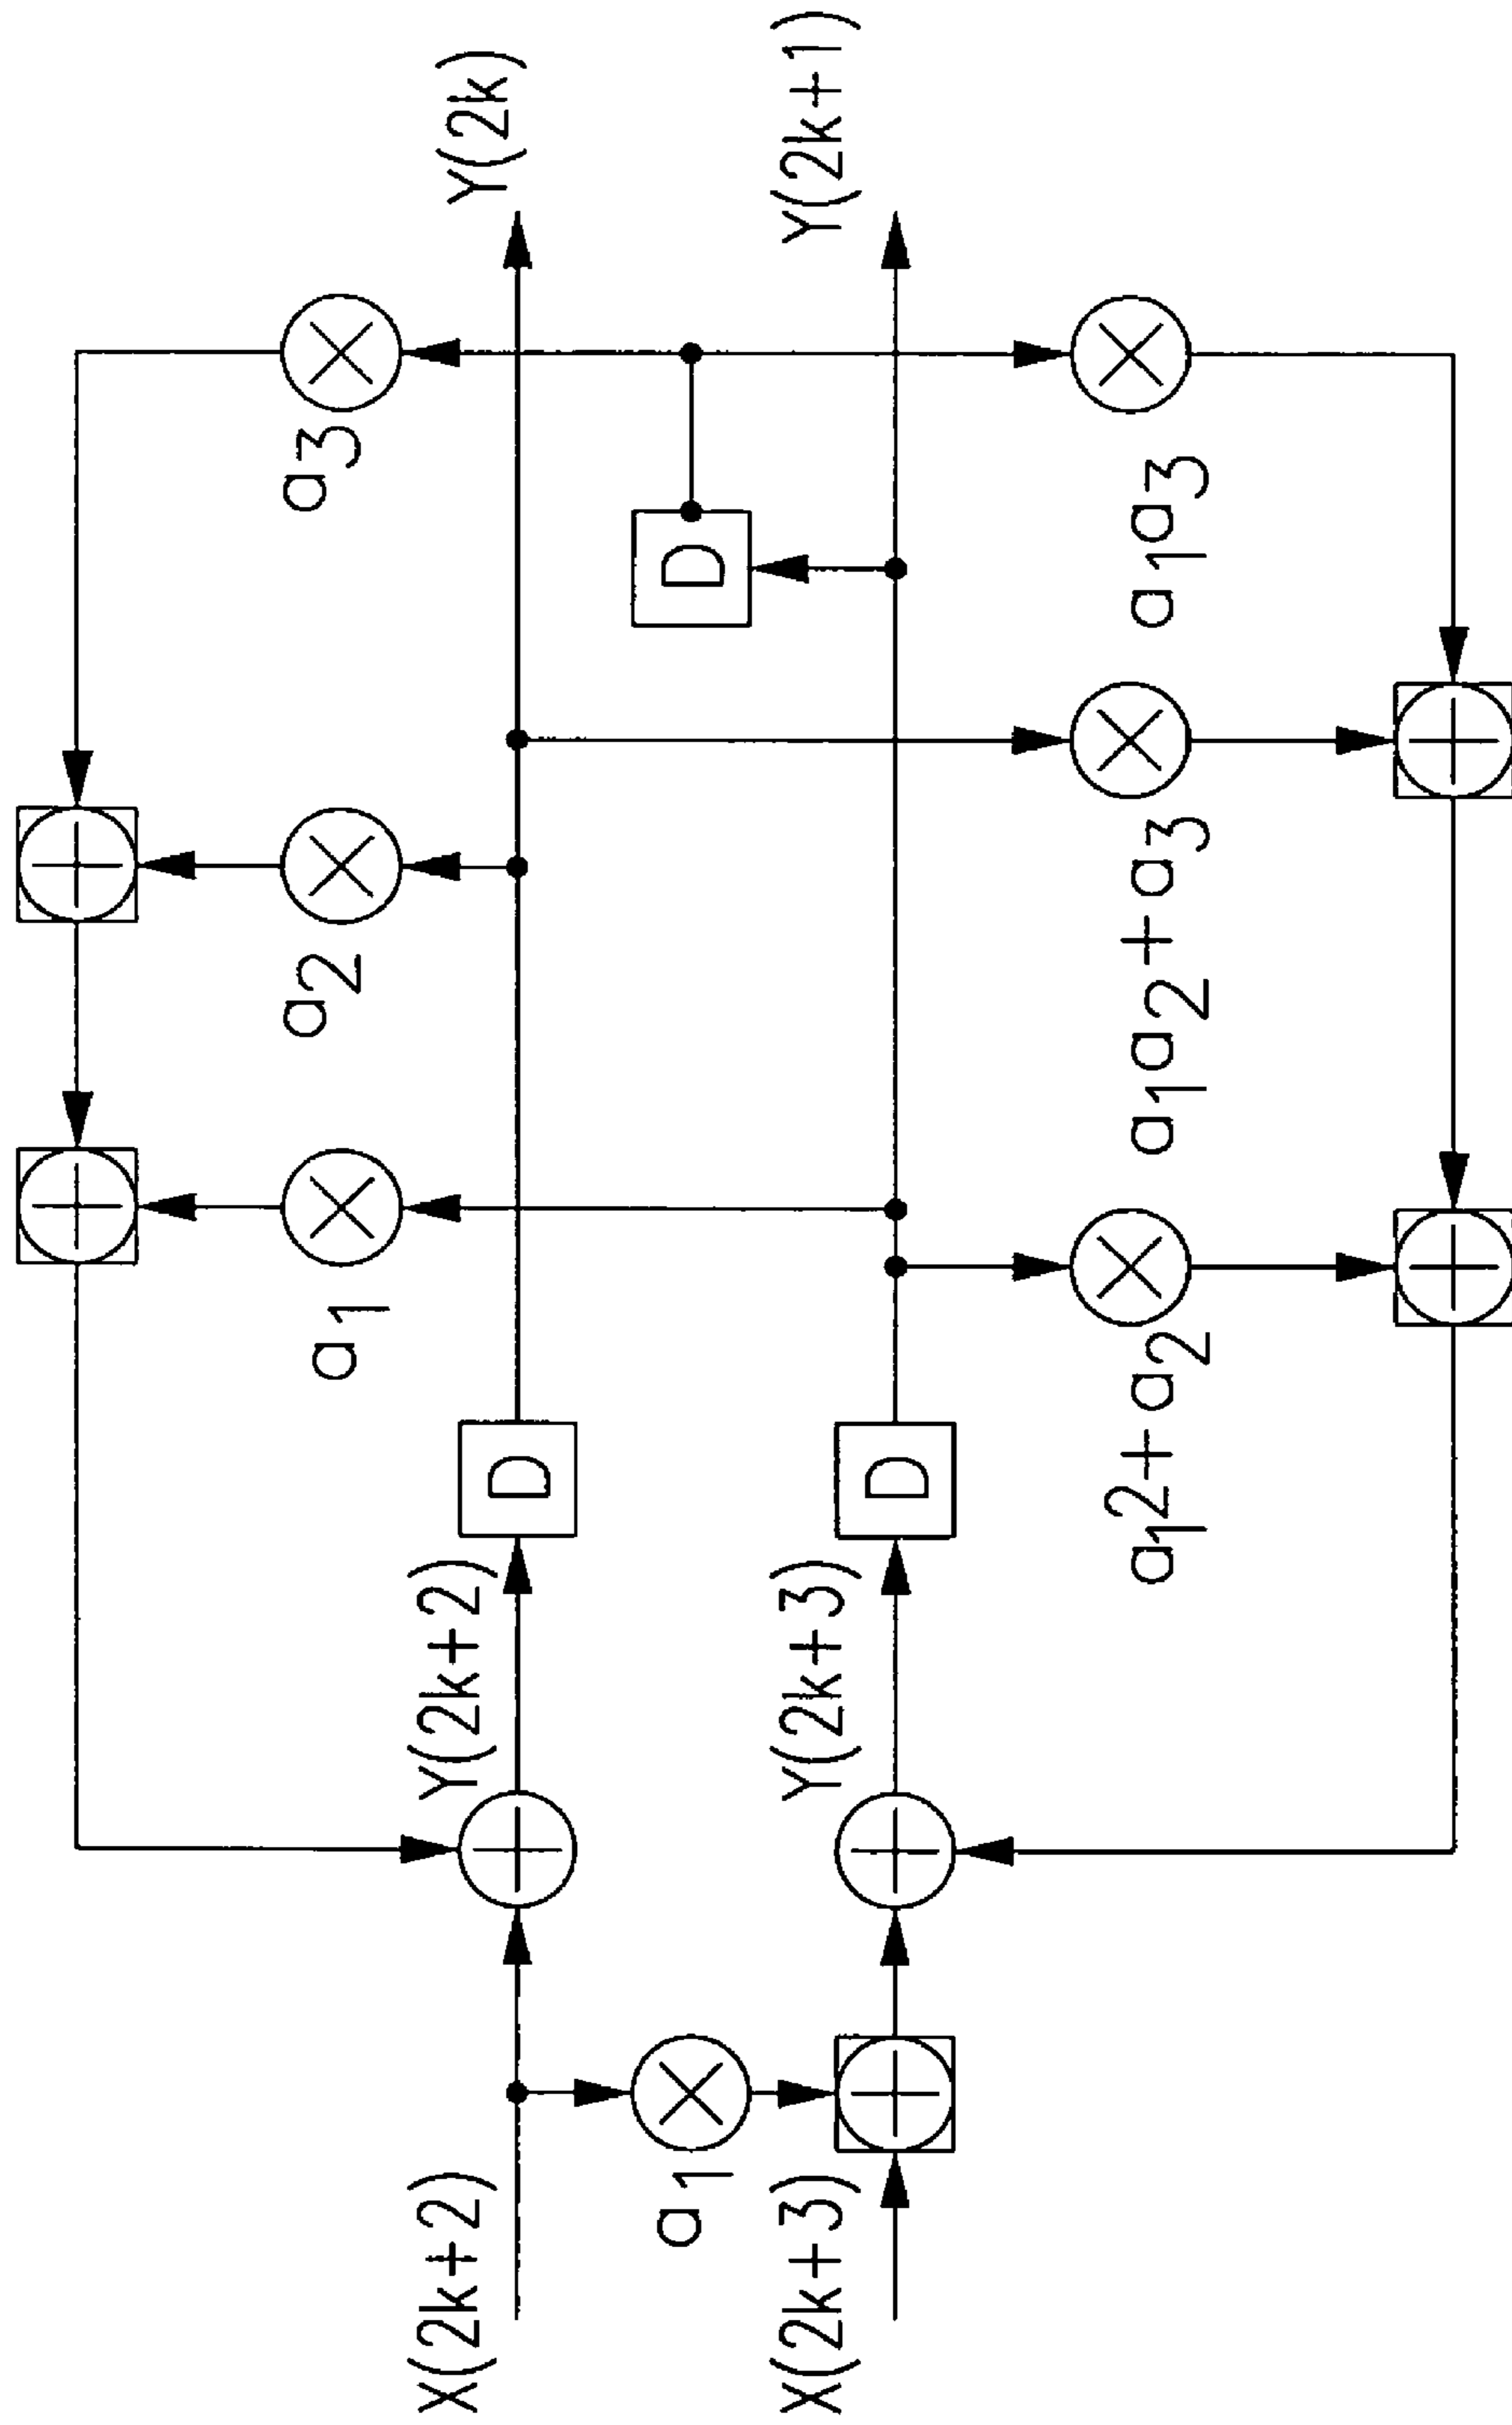 a3
a2
a1
Y(2k)
D
Y(2k+2)
X(2k+2)
D
a1
Y(2k+1)
D
Y(2k+3)
X(2k+3)
a1a3
a1a2+a3
a1²+a2